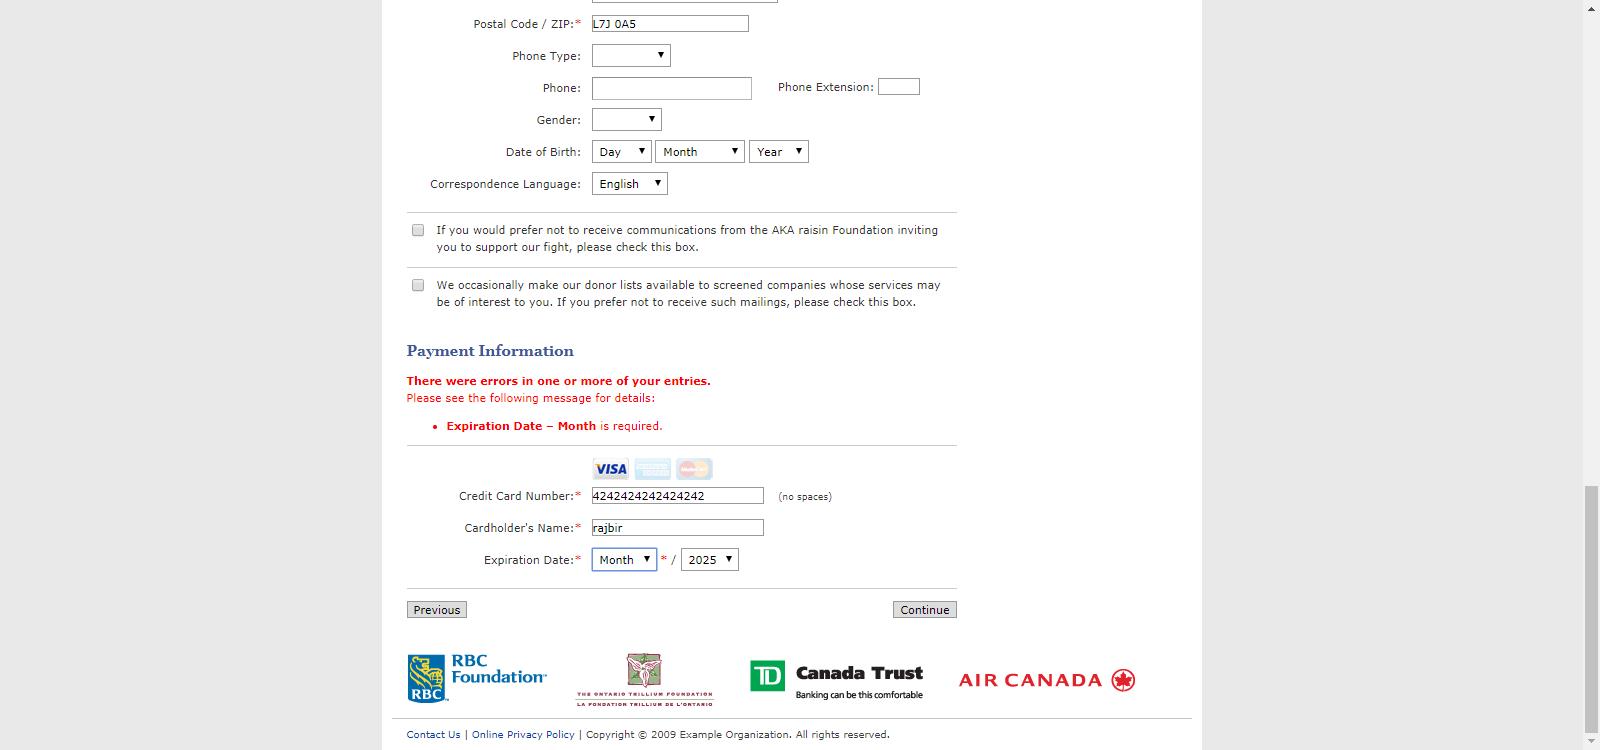 Postal Code / ZIP:* L7J 0A5
Phone Type:
Phone: Phone Extension:
Gender:
Date of Birth: Day Month Year
Correspondence Language: English
If you would prefer not to receive communications from the AKA raisin Foundation inviting
you to support our fight, please check this box.
We occasionally make our donor lists available to screened companies whose services may
be of interest to you. If you prefer not to receive such mailings, please check this box.
Payment Information
There were errors in one or more of your entries.
Please see the following message for details:
• Expiration Date – Month is required.
VISA
Credit Card Number:* 4242424242424242 (no spaces)
Cardholder's Name:* rajbir
Expiration Date:* Month * / 2025
Previous Continue
RBC
Foundation
RBC
THE ONTARIO TRILLIUM FOUNDATION
LA FONDATION TRILLIUM DE L'ONTARIO
TD Canada Trust
Banking can be this comfortable
AIR CANADA
Contact Us | Online Privacy Policy | Copyright © 2009 Example Organization. All rights reserved.